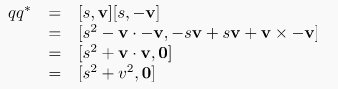 qq* = [s, v][s, −v]
= [s² − v · −v, −sv + sv + v × −v]
= [s² + v · v, 0]
= [s² + v², 0]